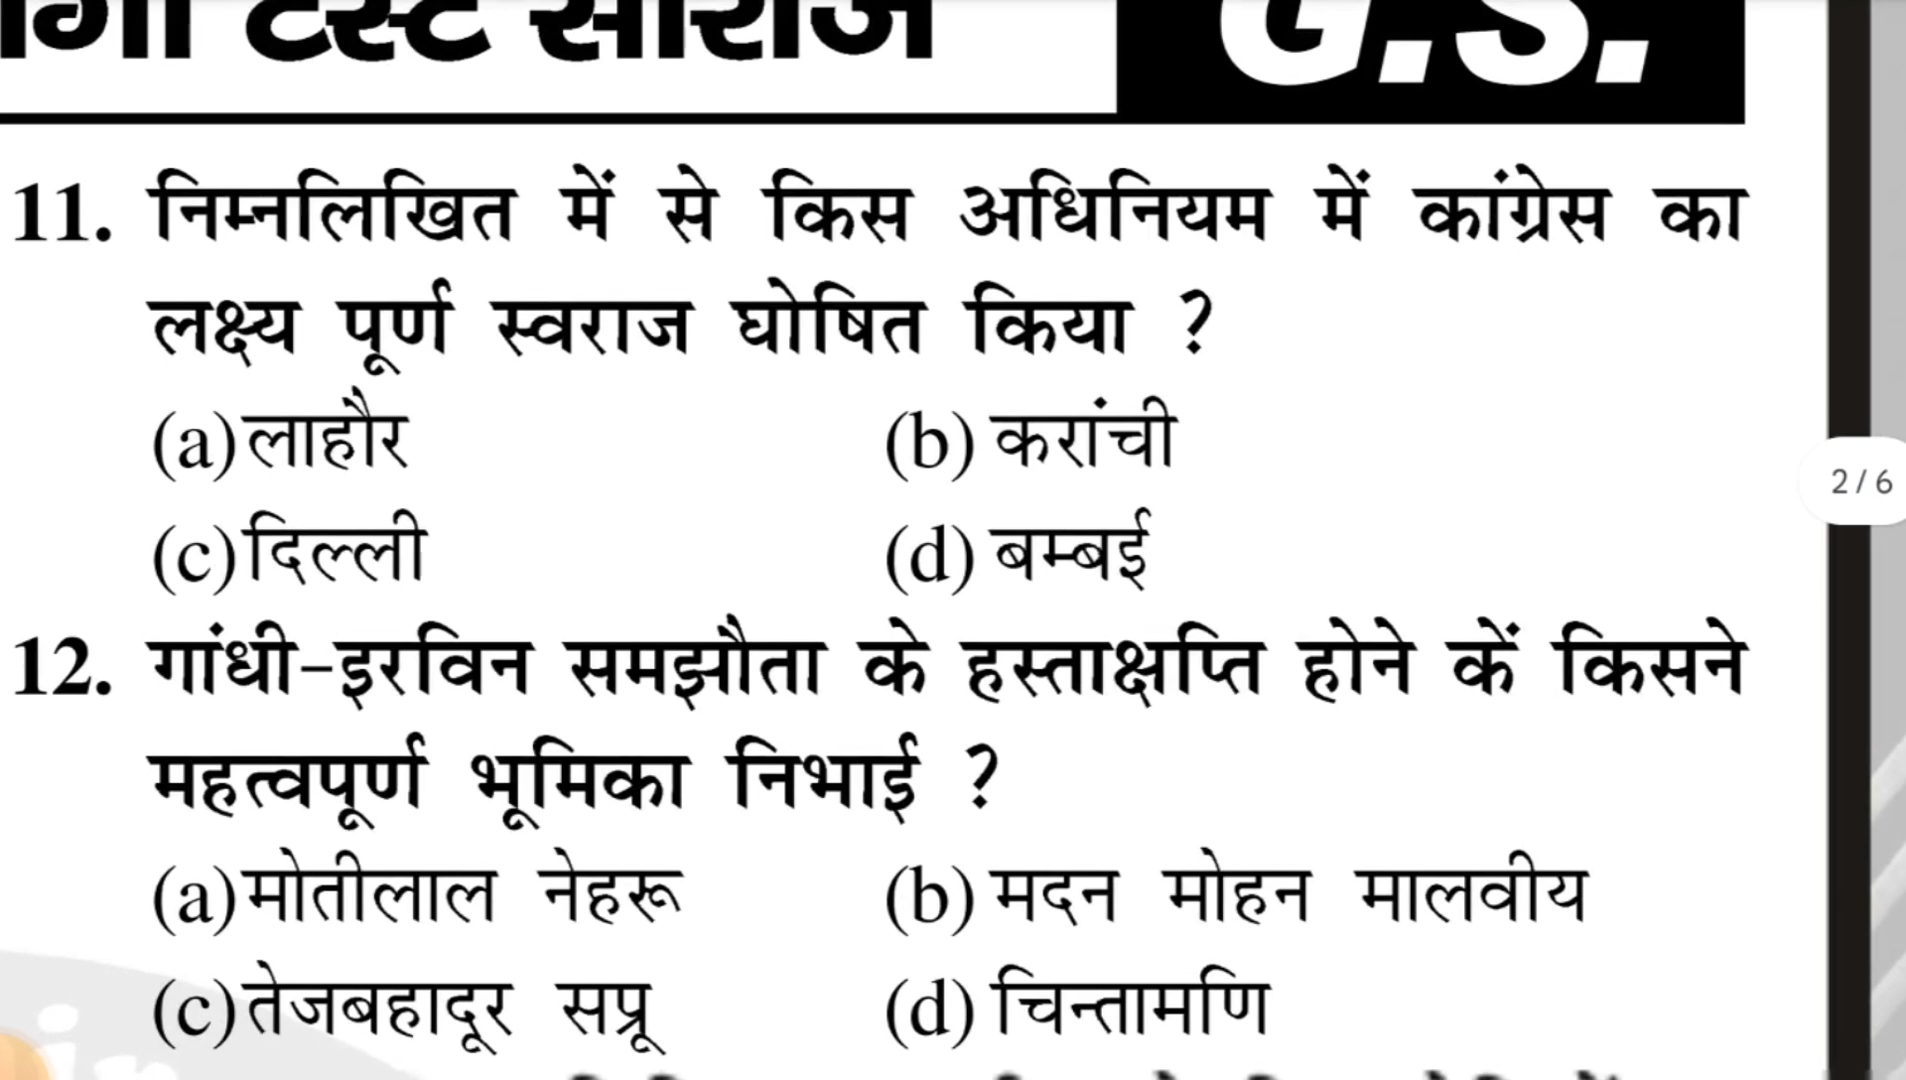 टेस्ट सीरीज G.S.
11. निम्नलिखित में से किस अधिनियम में कांग्रेस का
लक्ष्य पूर्ण स्वराज घोषित किया ?
(a) लाहौर (b) करांची
(c) दिल्ली (d) बम्बई
2 / 6
12. गांधी-इरविन समझौता के हस्ताक्षप्ति होने कें किसने
महत्वपूर्ण भूमिका निभाई ?
(a) मोतीलाल नेहरू (b) मदन मोहन मालवीय
(c) तेजबहादूर सप्रू (d) चिन्तामणि